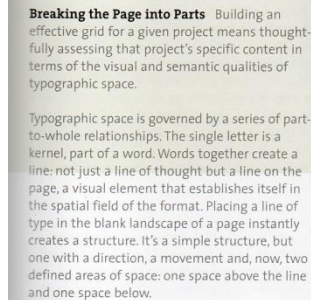 Breaking the Page into Parts Building an
effective grid for a given project means thought-
fully assessing that project's specific content in
terms of the visual and semantic qualities of
typographic space.
Typographic space is governed by a series of part-
to-whole relationships. The single letter is a
kernel, part of a word. Words together create a
line: not just a line of thought but a line on the
page, a visual element that establishes itself in
the spatial field of the format. Placing a line of
type in the blank landscape of a page instantly
creates a structure. It's a simple structure, but
one with a direction, a movement and, now, two
defined areas of space: one space above the line
and one space below.